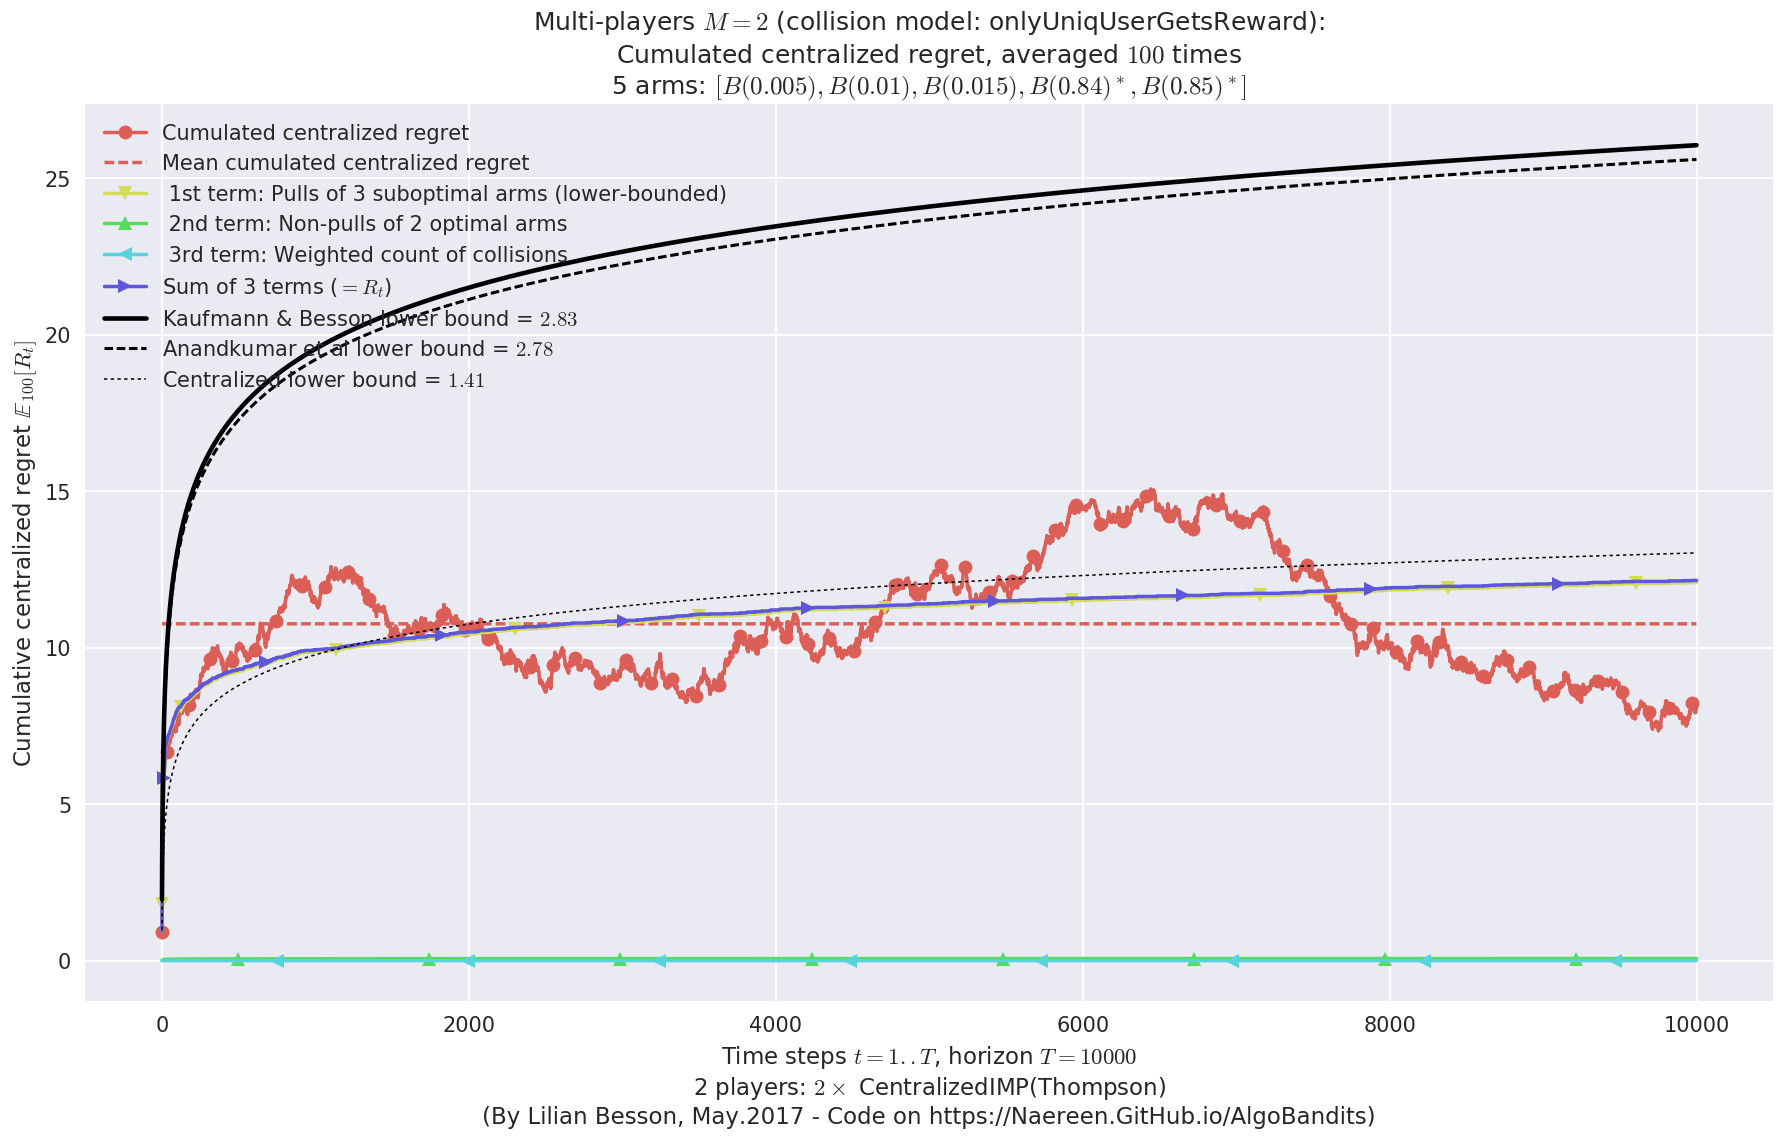 Multi-players M = 2 (collision model: onlyUniqUserGetsReward):
Cumulated centralized regret, averaged 100 times
5 arms: [B(0.005), B(0.01), B(0.015), B(0.84)*, B(0.85)*]
Cumulated centralized regret
Mean cumulated centralized regret
1st term: Pulls of 3 suboptimal arms (lower-bounded)
2nd term: Non-pulls of 2 optimal arms
3rd term: Weighted count of collisions
Sum of 3 terms ( = Rₜ)
Kaufmann & Besson lower bound = 2.83
Anandkumar et al lower bound = 2.78
Centralized lower bound = 1.41
Cumulative centralized regret 𝔼₁₀₀[Rₜ]
25
20
15
10
5
0
0 2000 4000 6000 8000 10000
Time steps t = 1..T, horizon T = 10000
2 players: 2 × CentralizedIMP(Thompson)
(By Lilian Besson, May.2017 - Code on https://Naereen.GitHub.io/AlgoBandits)